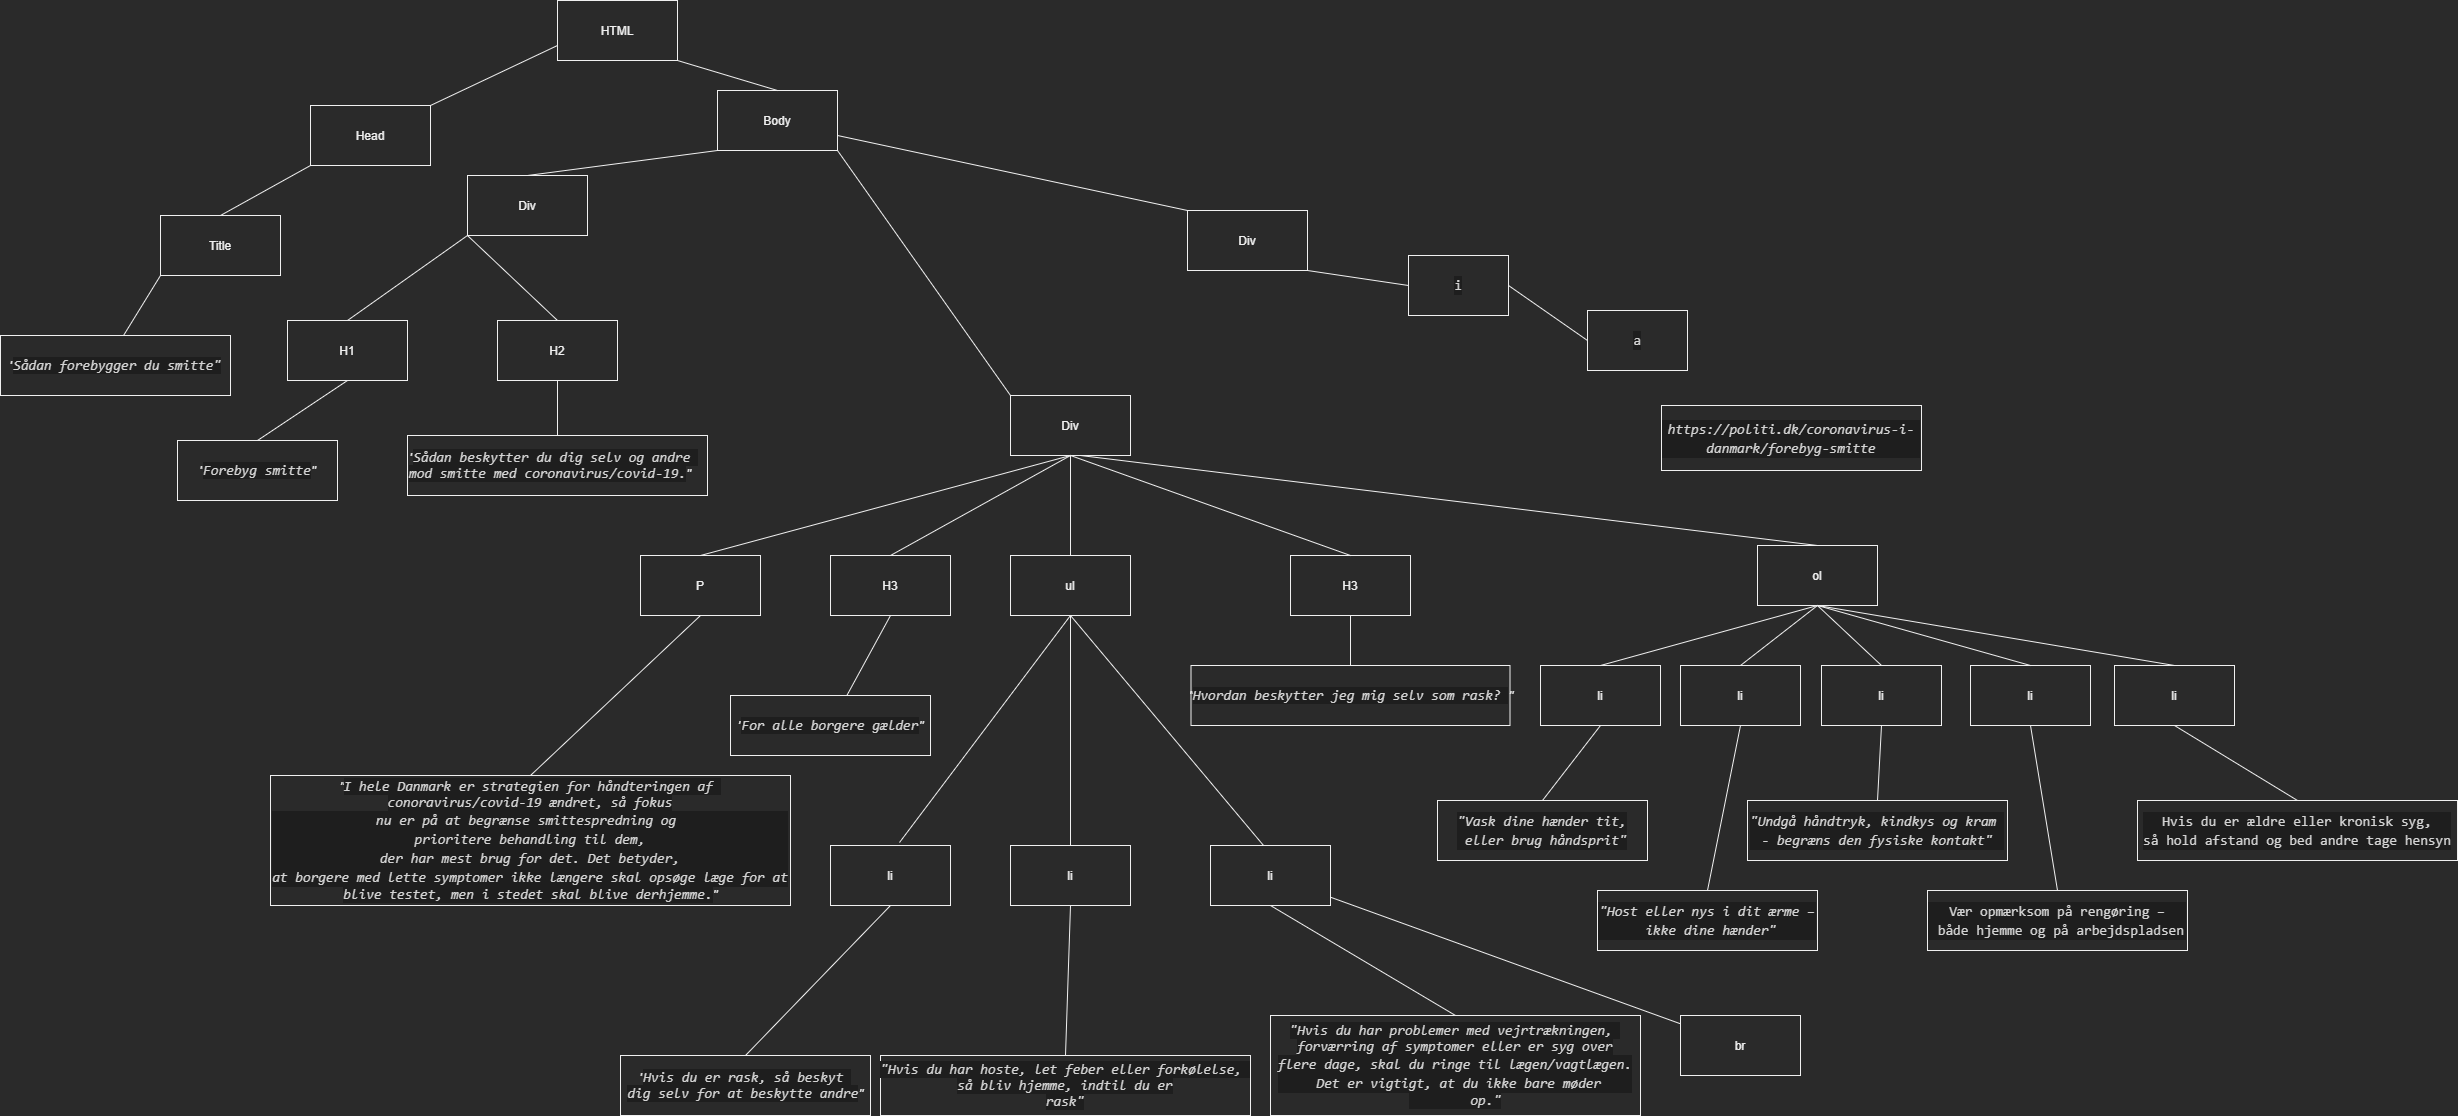 HTML
Head
Body
Title
Div
Div
i
a
"Sådan forebygger du smitte"
H1
H2
"Forebyg smitte"
"Sådan beskytter du dig selv og andre
mod smitte med coronavirus/covid-19."
Div
https://politi.dk/coronavirus-i-
danmark/forebyg-smitte
P
H3
ul
H3
ol
"For alle borgere gælder"
"Hvordan beskytter jeg mig selv som rask? "
li
li
li
li
li
"I hele Danmark er strategien for håndteringen af
conoravirus/covid-19 ændret, så fokus
nu er på at begrænse smittespredning og
prioritere behandling til dem,
der har mest brug for det. Det betyder,
at borgere med lette symptomer ikke længere skal opsøge læge for at
blive testet, men i stedet skal blive derhjemme."
li
li
li
"Vask dine hænder tit,
eller brug håndsprit"
"Undgå håndtryk, kindkys og kram
- begræns den fysiske kontakt"
Hvis du er ældre eller kronisk syg,
så hold afstand og bed andre tage hensyn
"Host eller nys i dit ærme –
ikke dine hænder"
Vær opmærksom på rengøring –
både hjemme og på arbejdspladsen
"Hvis du er rask, så beskyt
dig selv for at beskytte andre"
"Hvis du har hoste, let feber eller forkølelse,
så bliv hjemme, indtil du er
rask"
"Hvis du har problemer med vejrtrækningen,
forværring af symptomer eller er syg over
flere dage, skal du ringe til lægen/vagtlægen.
Det er vigtigt, at du ikke bare møder
op."
br